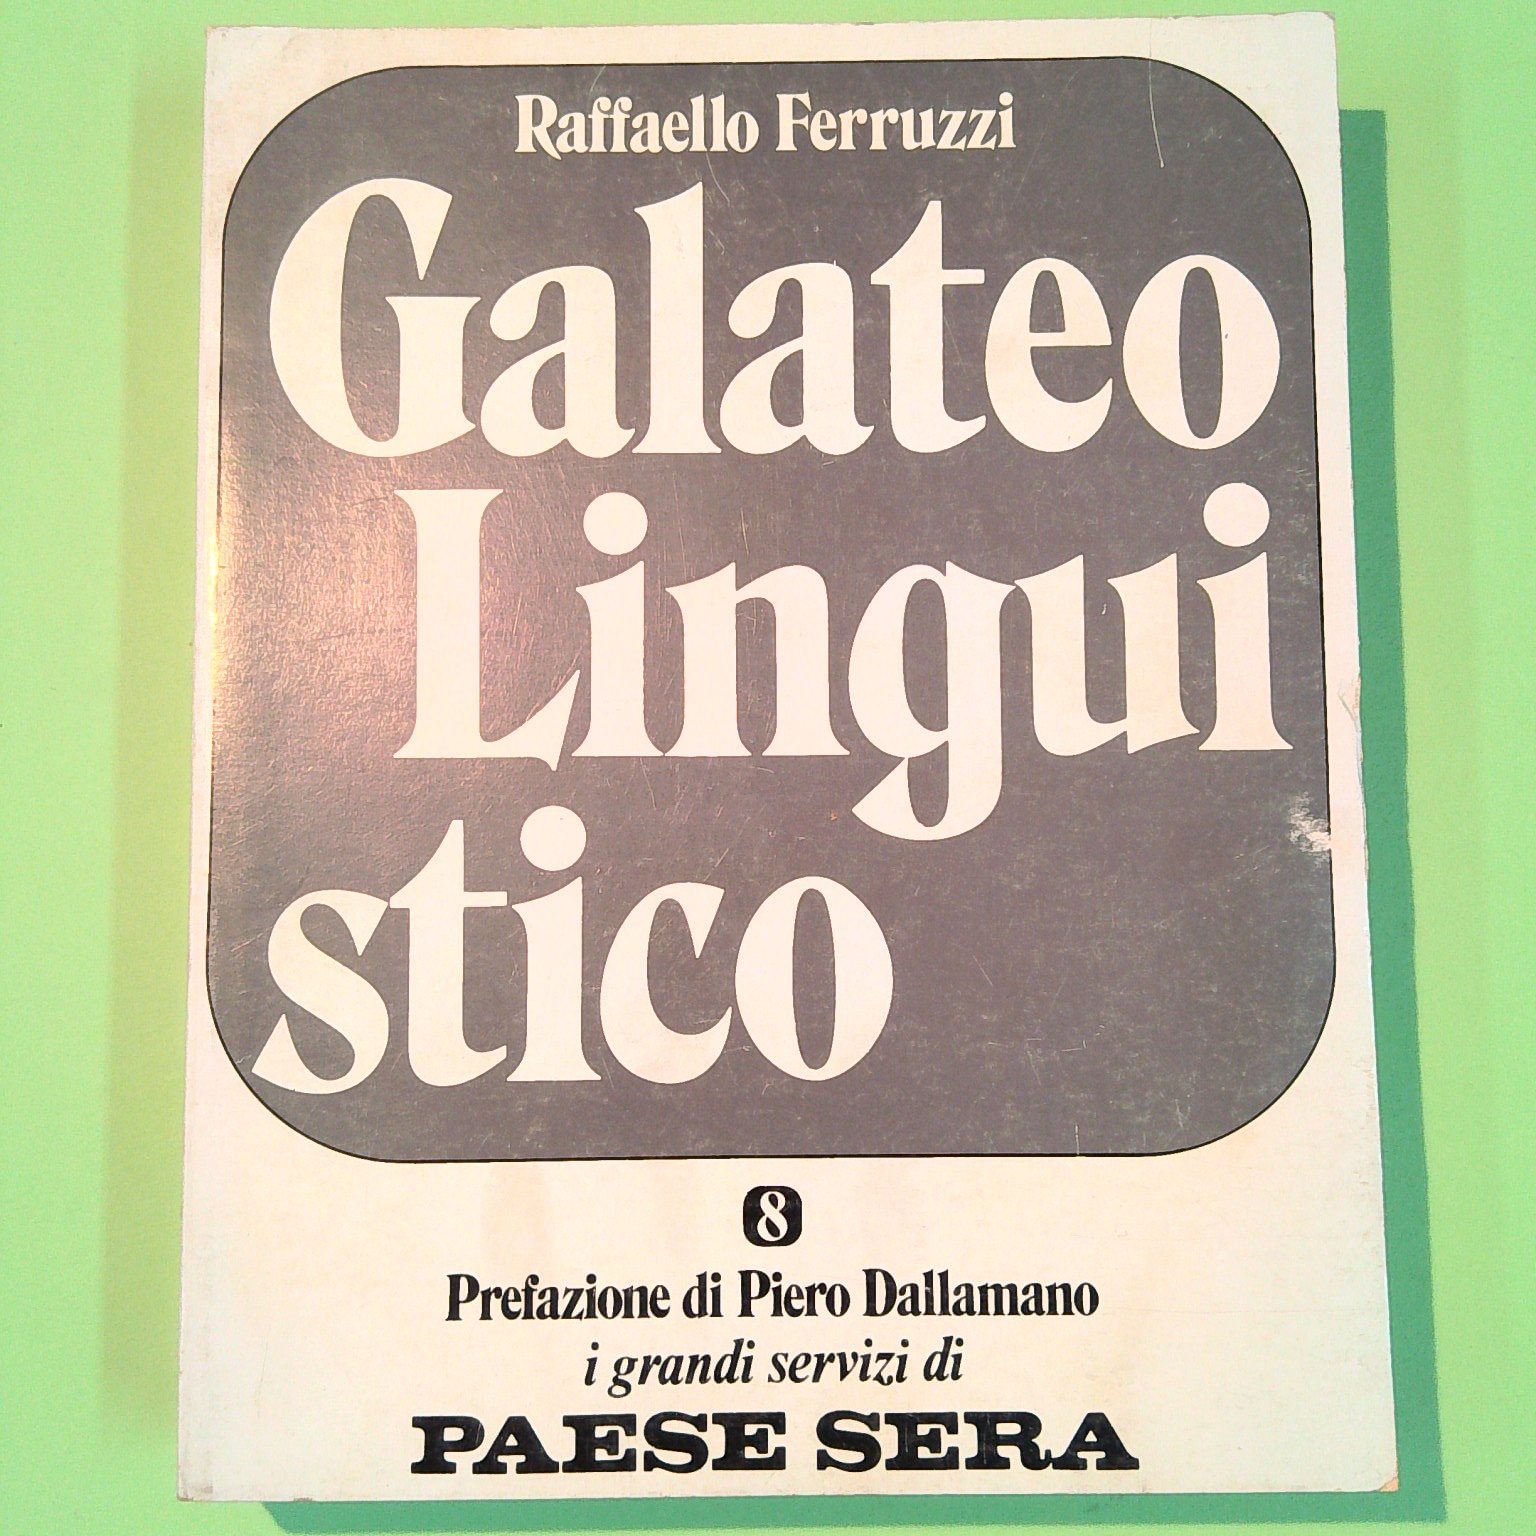 Raffaello Ferruzzi
Galateo
Lingui
stico
8
Prefazione di Piero Dallamano
i grandi servizi di
PAESE SERA